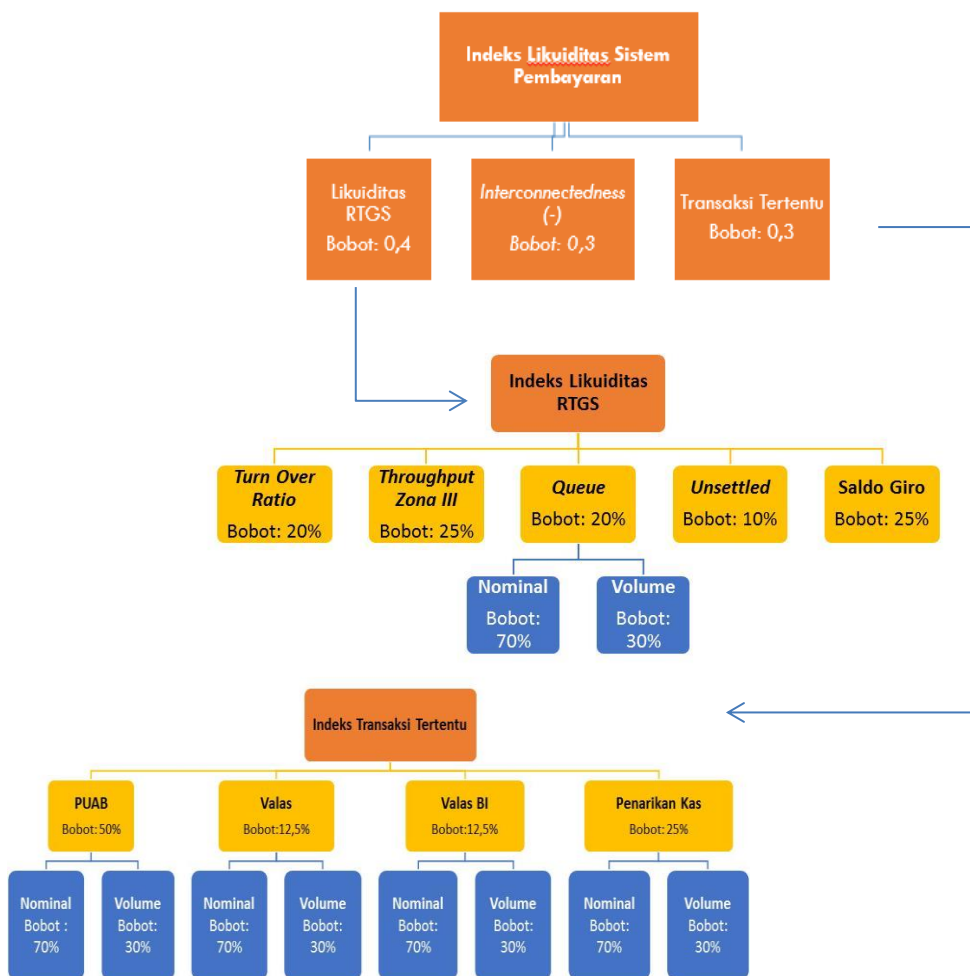 Indeks Likuiditas Sistem
Pembayaran
Likuiditas
RTGS
Bobot: 0,4
Interconnectedness
(-)
Bobot: 0,3
Transaksi Tertentu
Bobot: 0,3
Indeks Likuiditas
RTGS
Turn Over
Ratio
Bobot: 20%
Throughput
Zona III
Bobot: 25%
Queue
Bobot: 20%
Unsettled
Bobot: 10%
Saldo Giro
Bobot: 25%
Nominal
Bobot:
70%
Volume
Bobot:
30%
Indeks Transaksi Tertentu
PUAB
Bobot:50%
Valas
Bobot:12,5%
Valas BI
Bobot:12,5%
Penarikan Kas
Bobot: 25%
Nominal
Bobot :
70%
Volume
Bobot:
30%
Nominal
Bobot:
70%
Volume
Bobot:
30%
Nominal
Bobot:
70%
Volume
Bobot:
30%
Nominal
Bobot:
70%
Volume
Bobot:
30%